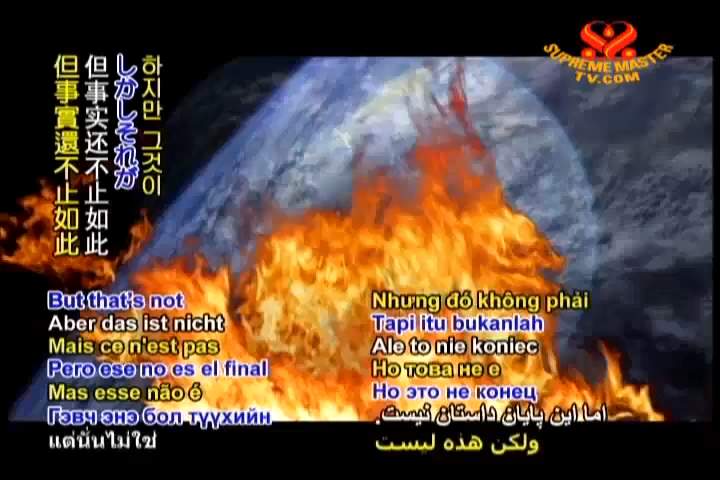 SUPREME MASTER
TV.COM
하지만 그것이
しかしそれが
但事实还不止如此
但事實還不止如此
But that's not
Aber das ist nicht
Mais ce n'est pas
Pero ese no es el final
Mas esse não é
Гэвч энэ бол түүхийн
แต่นั่นไม่ใช่
Nhưng đó không phải
Tapi itu bukanlah
Ale to nie koniec
Но това не е
Но это не конец
اما این پایان داستان نیست.
ولكن هذه ليست